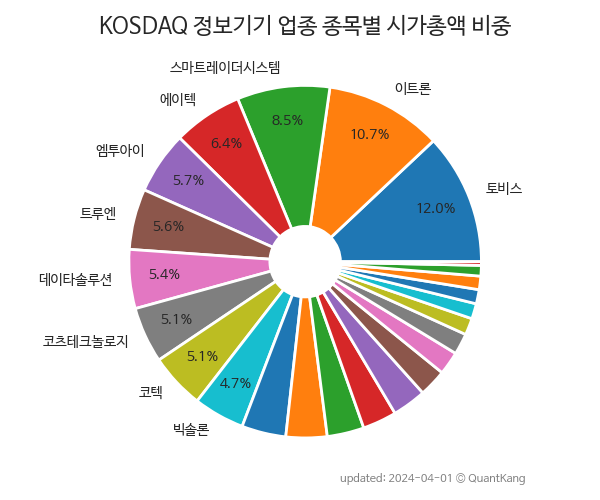 KOSDAQ 정보기기 업종 종목별 시가총액 비중
스마트레이더시스템
이트론
에이텍
8.5%
10.7%
6.4%
엠투아이
5.7%
토비스
12.0%
트루엔
5.6%
데이타솔루션
5.4%
코츠테크놀로지
5.1%
5.1%
코텍
4.7%
빅솔론
updated: 2024-04-01 © QuantKang